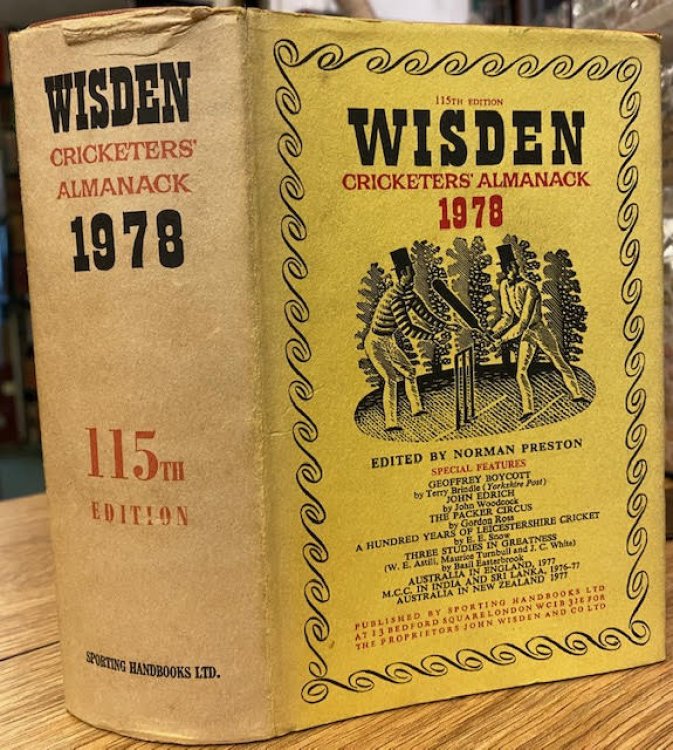 WISDEN
CRICKETERS'
ALMANACK
1978
115TH
EDITION
SPORTING HANDBOOKS LTD.
115TH EDITION
WISDEN
CRICKETERS' ALMANACK
1978
EDITED BY NORMAN PRESTON
SPECIAL FEATURES
GEOFFREY BOYCOTT
by Terry Brindle (Yorkshire Post)
JOHN EDRICH
by John Woodcock
THE PACKER CIRCUS
by Gordon Ross
A HUNDRED YEARS OF LEICESTERSHIRE CRICKET
by E. E. Snow
THREE STUDIES IN GREATNESS
(W. E. Astill, Maurice Turnbull and J. C. White)
by Basil Easterbrook
AUSTRALIA IN ENGLAND, 1977
M.C.C. IN INDIA AND SRI LANKA, 1976-77
AUSTRALIA IN NEW ZEALAND 1977
PUBLISHED BY SPORTING HANDBOOKS LTD
AT 13 BEDFORD SQUARE LONDON WC1B 3JE FOR
THE PROPRIETORS JOHN WISDEN AND CO LTD